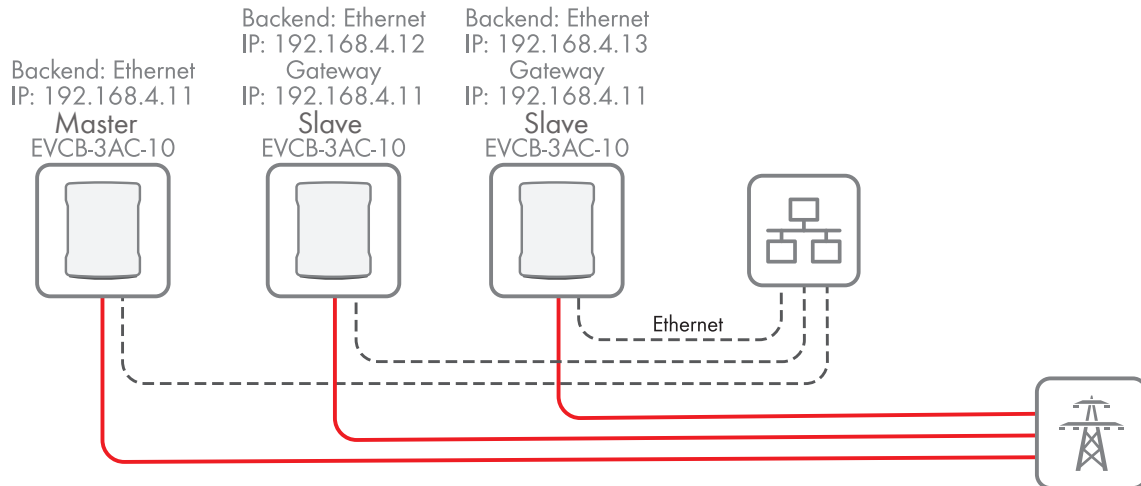 Backend: Ethernet
IP: 192.168.4.11
Master
EVCB-3AC-10
Backend: Ethernet
IP: 192.168.4.12
Gateway
IP: 192.168.4.11
Slave
EVCB-3AC-10
Backend: Ethernet
IP: 192.168.4.13
Gateway
IP: 192.168.4.11
Slave
EVCB-3AC-10
Ethernet